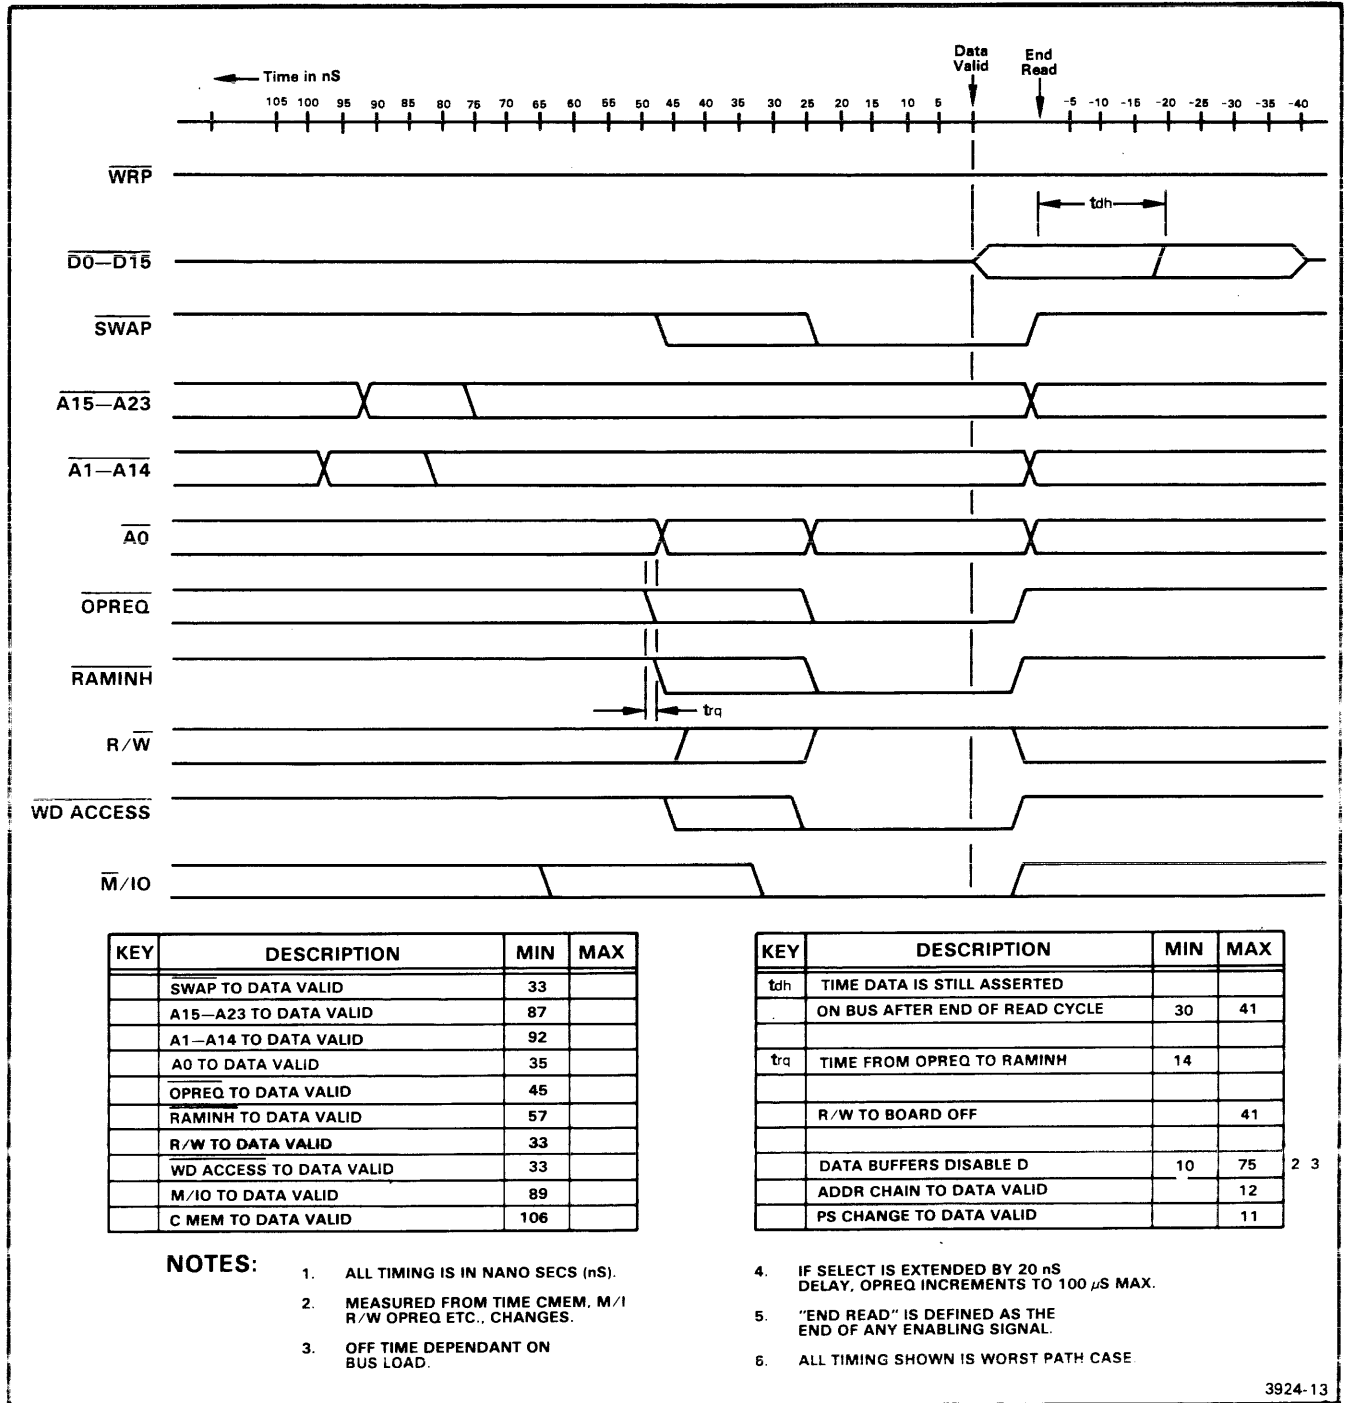 Data Valid
End Read
Time in nS
105 100 95 90 85 80 75 70 65 60 55 50 45 40 35 30 25 20 15 10 5 -5 -10 -15 -20 -25 -30 -35 -40
WRP
tdh
D0—D15
SWAP
A15—A23
A1—A14
A0
OPREQ
RAMINH
trq
R/W
WD ACCESS
M/IO
KEY DESCRIPTION MIN MAX
SWAP TO DATA VALID 33
A15—A23 TO DATA VALID 87
A1—A14 TO DATA VALID 92
A0 TO DATA VALID 35
OPREQ TO DATA VALID 45
RAMINH TO DATA VALID 57
R/W TO DATA VALID 33
WD ACCESS TO DATA VALID 33
M/IO TO DATA VALID 89
C MEM TO DATA VALID 106
KEY DESCRIPTION MIN MAX
tdh TIME DATA IS STILL ASSERTED
ON BUS AFTER END OF READ CYCLE 30 41
trq TIME FROM OPREQ TO RAMINH 14
R/W TO BOARD OFF 41
DATA BUFFERS DISABLE D 10 75 2 3
ADDR CHAIN TO DATA VALID 12
PS CHANGE TO DATA VALID 11
NOTES:
1. ALL TIMING IS IN NANO SECS (nS).
2. MEASURED FROM TIME CMEM, M/I
R/W OPREQ ETC., CHANGES.
3. OFF TIME DEPENDANT ON
BUS LOAD.
4. IF SELECT IS EXTENDED BY 20 nS
DELAY, OPREQ INCREMENTS TO 100 µS MAX.
5. "END READ" IS DEFINED AS THE
END OF ANY ENABLING SIGNAL.
6. ALL TIMING SHOWN IS WORST PATH CASE
3924-13